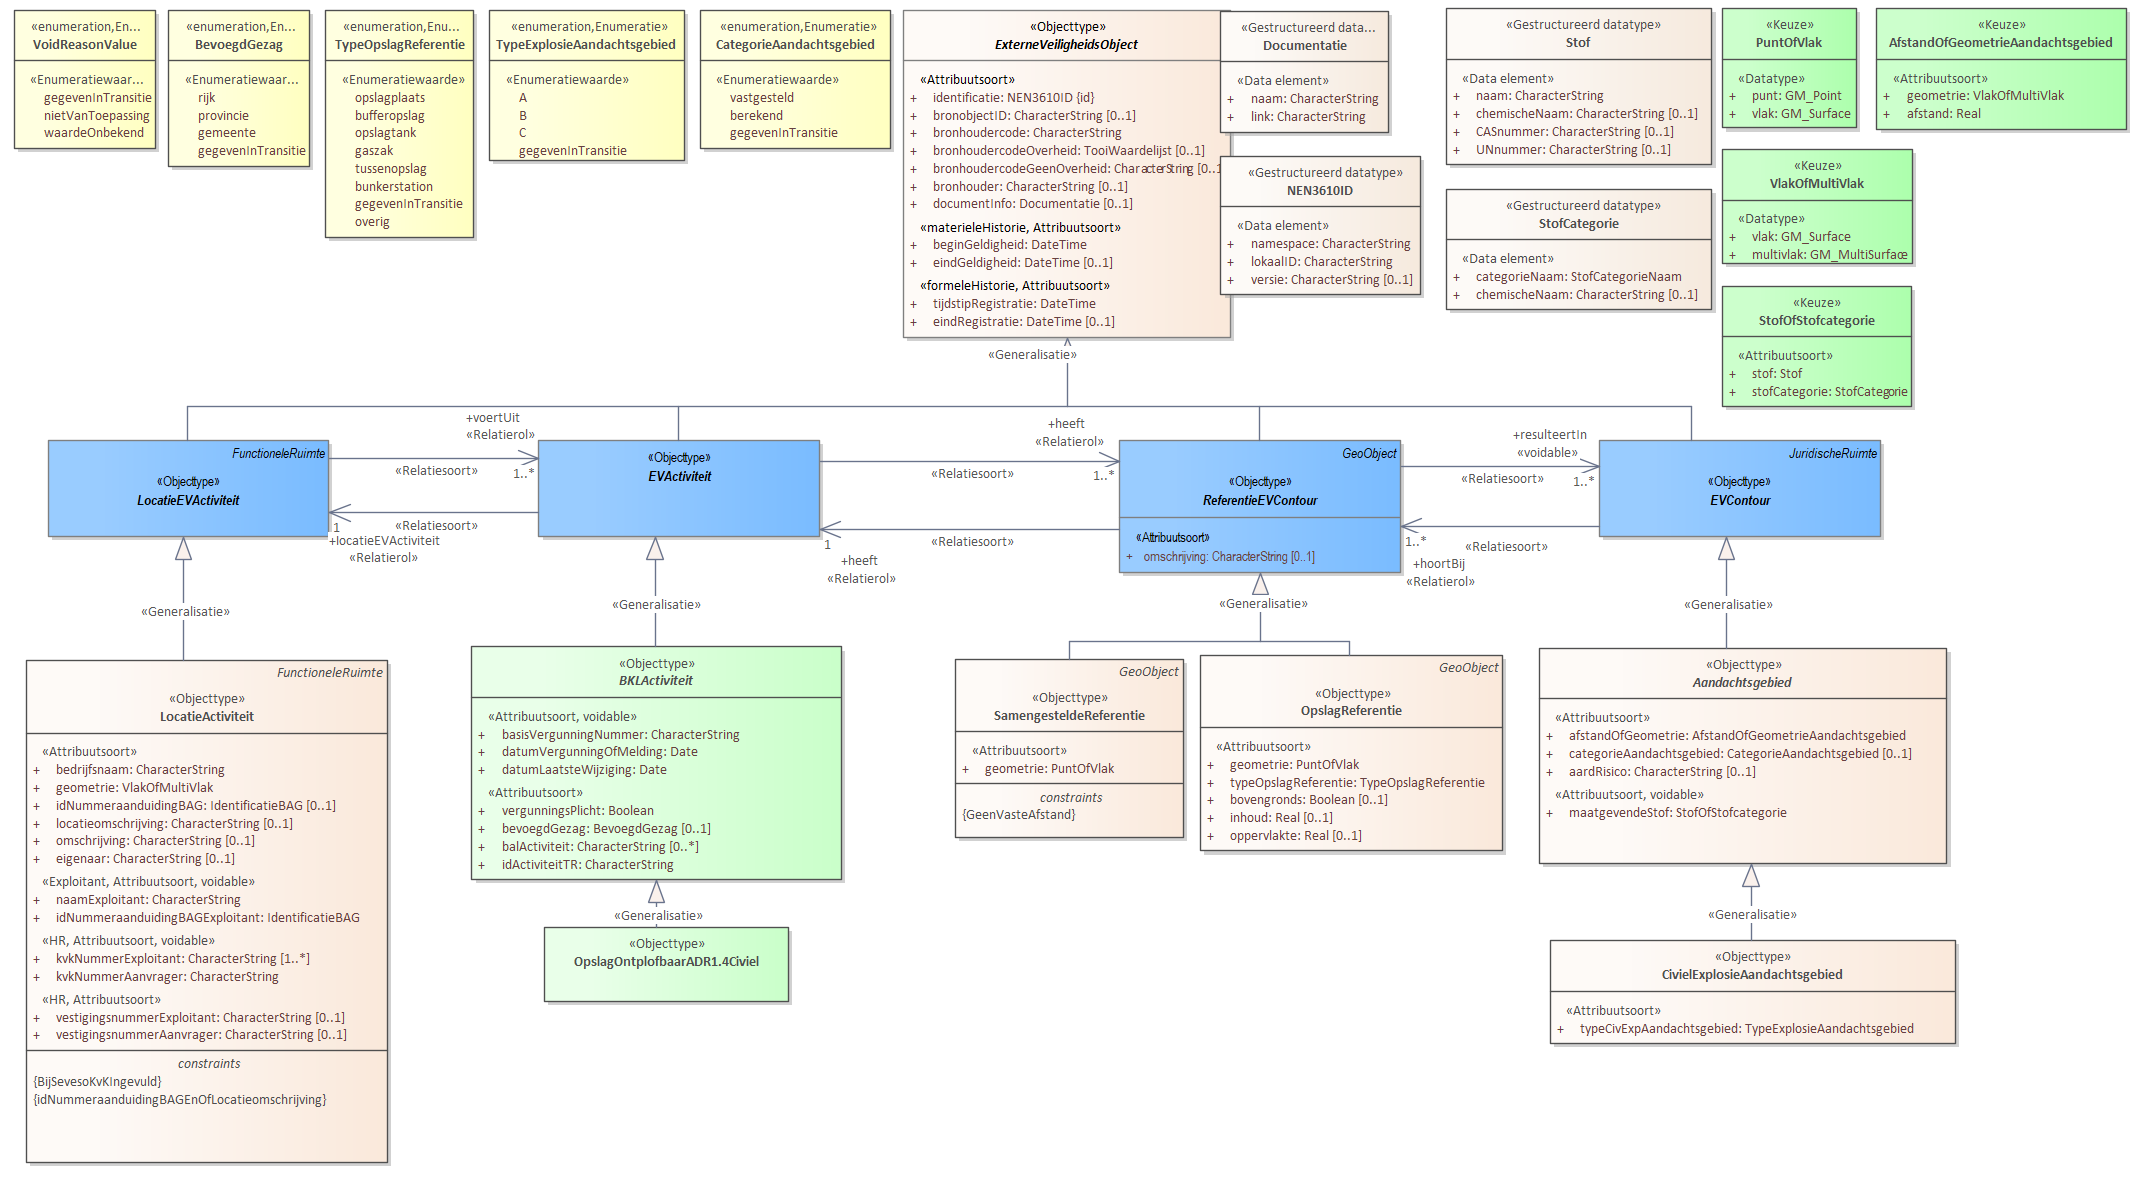 «enumeration,En...
VoidReasonValue
«Enumeratiewaar...
gegevenInTransitie
nietVanToepassing
waardeOnbekend
«enumeration,En...
BevoegdGezag
«Enumeratiewaar...
rijk
provincie
gemeente
gegevenInTransitie
«enumeration,Enu...
TypeOpslagReferentie
«Enumeratiewaarde»
opslagplaats
bufferopslag
opslagtank
gaszak
tussenopslag
bunkerstation
gegevenInTransitie
overig
«enumeration,Enumeratie»
TypeExplosieAandachtsgebied
«Enumeratiewaarde»
A
B
C
gegevenInTransitie
«enumeration,Enumeratie»
CategorieAandachtsgebied
«Enumeratiewaarde»
vastgesteld
berekend
gegevenInTransitie
«Objecttype»
ExterneVeiligheidsObject
«Attribuutsoort»
+ identificatie: NEN3610ID {id}
+ bronobjectID: CharacterString [0..1]
+ bronhoudercode: CharacterString
+ bronhoudercodeOverheid: TooiWaardelijst [0..1]
+ bronhoudercodeGeenOverheid: CharacterString [0..1
+ bronhouder: CharacterString [0..1]
+ documentInfo: Documentatie [0..1]
«materieleHistorie, Attribuutsoort»
+ beginGeldigheid: DateTime
+ eindGeldigheid: DateTime [0..1]
«formeleHistorie, Attribuutsoort»
+ tijdstipRegistratie: DateTime
+ eindRegistratie: DateTime [0..1]
«Gestructureerd data...
Documentatie
«Data element»
+ naam: CharacterString
+ link: CharacterString
«Gestructureerd datatype»
NEN3610ID
«Data element»
+ namespace: CharacterString
+ lokaalID: CharacterString
+ versie: CharacterString [0..1]
«Gestructureerd datatype»
Stof
«Data element»
+ naam: CharacterString
+ chemischeNaam: CharacterString [0..1]
+ CASnummer: CharacterString [0..1]
+ UNnummer: CharacterString [0..1]
«Gestructureerd datatype»
StofCategorie
«Data element»
+ categorieNaam: StofCategorieNaam
+ chemischeNaam: CharacterString [0..1]
«Keuze»
PuntOfVlak
«Datatype»
+ punt: GM_Point
+ vlak: GM_Surface
«Keuze»
VlakOfMultiVlak
«Datatype»
+ vlak: GM_Surface
+ multivlak: GM_MultiSurface
«Keuze»
StofOfStofcategorie
«Attribuutsoort»
+ stof: Stof
+ stofCategorie: StofCategorie
«Keuze»
AfstandOfGeometrieAandachtsgebied
«Attribuutsoort»
+ geometrie: VlakOfMultiVlak
+ afstand: Real
«Generalisatie»
FunctioneleRuimte
«Objecttype»
LocatieEVActiviteit
+voertUit
«Relatierol»
«Relatiesoort»
1..*
«Relatiesoort»
1
+locatieEVActiviteit
«Relatierol»
«Objecttype»
EVActiviteit
+heeft
«Relatierol»
«Relatiesoort»
1..*
«Relatiesoort»
1
+heeft
«Relatierol»
GeoObject
«Objecttype»
ReferentieEVContour
«Attribuutsoort»
+ omschrijving: CharacterString [0..1]
+resulteertIn
«voidable»
«Relatiesoort»
1..*
1..*
«Relatiesoort»
+hoortBij
«Relatierol»
JuridischeRuimte
«Objecttype»
EVContour
«Generalisatie»
«Generalisatie»
«Generalisatie»
«Generalisatie»
FunctioneleRuimte
«Objecttype»
LocatieActiviteit
«Attribuutsoort»
+ bedrijfsnaam: CharacterString
+ geometrie: VlakOfMultiVlak
+ idNummeraanduidingBAG: IdentificatieBAG [0..1]
+ locatieomschrijving: CharacterString [0..1]
+ omschrijving: CharacterString [0..1]
+ eigenaar: CharacterString [0..1]
«Exploitant, Attribuutsoort, voidable»
+ naamExploitant: CharacterString
+ idNummeraanduidingBAGExploitant: IdentificatieBAG
«HR, Attribuutsoort, voidable»
+ kvkNummerExploitant: CharacterString [1..*]
+ kvkNummerAanvrager: CharacterString
«HR, Attribuutsoort»
+ vestigingsnummerExploitant: CharacterString [0..1]
+ vestigingsnummerAanvrager: CharacterString [0..1]
constraints
{BijSevesoKvKIngevuld}
{idNummeraanduidingBAGEnOfLocatieomschrijving}
«Objecttype»
BKLActiviteit
«Attribuutsoort, voidable»
+ basisVergunningNummer: CharacterString
+ datumVergunningOfMelding: Date
+ datumLaatsteWijziging: Date
«Attribuutsoort»
+ vergunningsPlicht: Boolean
+ bevoegdGezag: BevoegdGezag [0..1]
+ balActiviteit: CharacterString [0..*]
+ idActiviteitTR: CharacterString
«Generalisatie»
«Objecttype»
OpslagOntplofbaarADR1.4Civiel
GeoObject
«Objecttype»
SamengesteldeReferentie
«Attribuutsoort»
+ geometrie: PuntOfVlak
constraints
{GeenVasteAfstand}
GeoObject
«Objecttype»
OpslagReferentie
«Attribuutsoort»
+ geometrie: PuntOfVlak
+ typeOpslagReferentie: TypeOpslagReferentie
+ bovengronds: Boolean [0..1]
+ inhoud: Real [0..1]
+ oppervlakte: Real [0..1]
«Objecttype»
Aandachtsgebied
«Attribuutsoort»
+ afstandOfGeometrie: AfstandOfGeometrieAandachtsgebied
+ categorieAandachtsgebied: CategorieAandachtsgebied [0..1]
+ aardRisico: CharacterString [0..1]
«Attribuutsoort, voidable»
+ maatgevendeStof: StofOfStofcategorie
«Generalisatie»
«Objecttype»
CivielExplosieAandachtsgebied
«Attribuutsoort»
+ typeCivExpAandachtsgebied: TypeExplosieAandachtsgebied